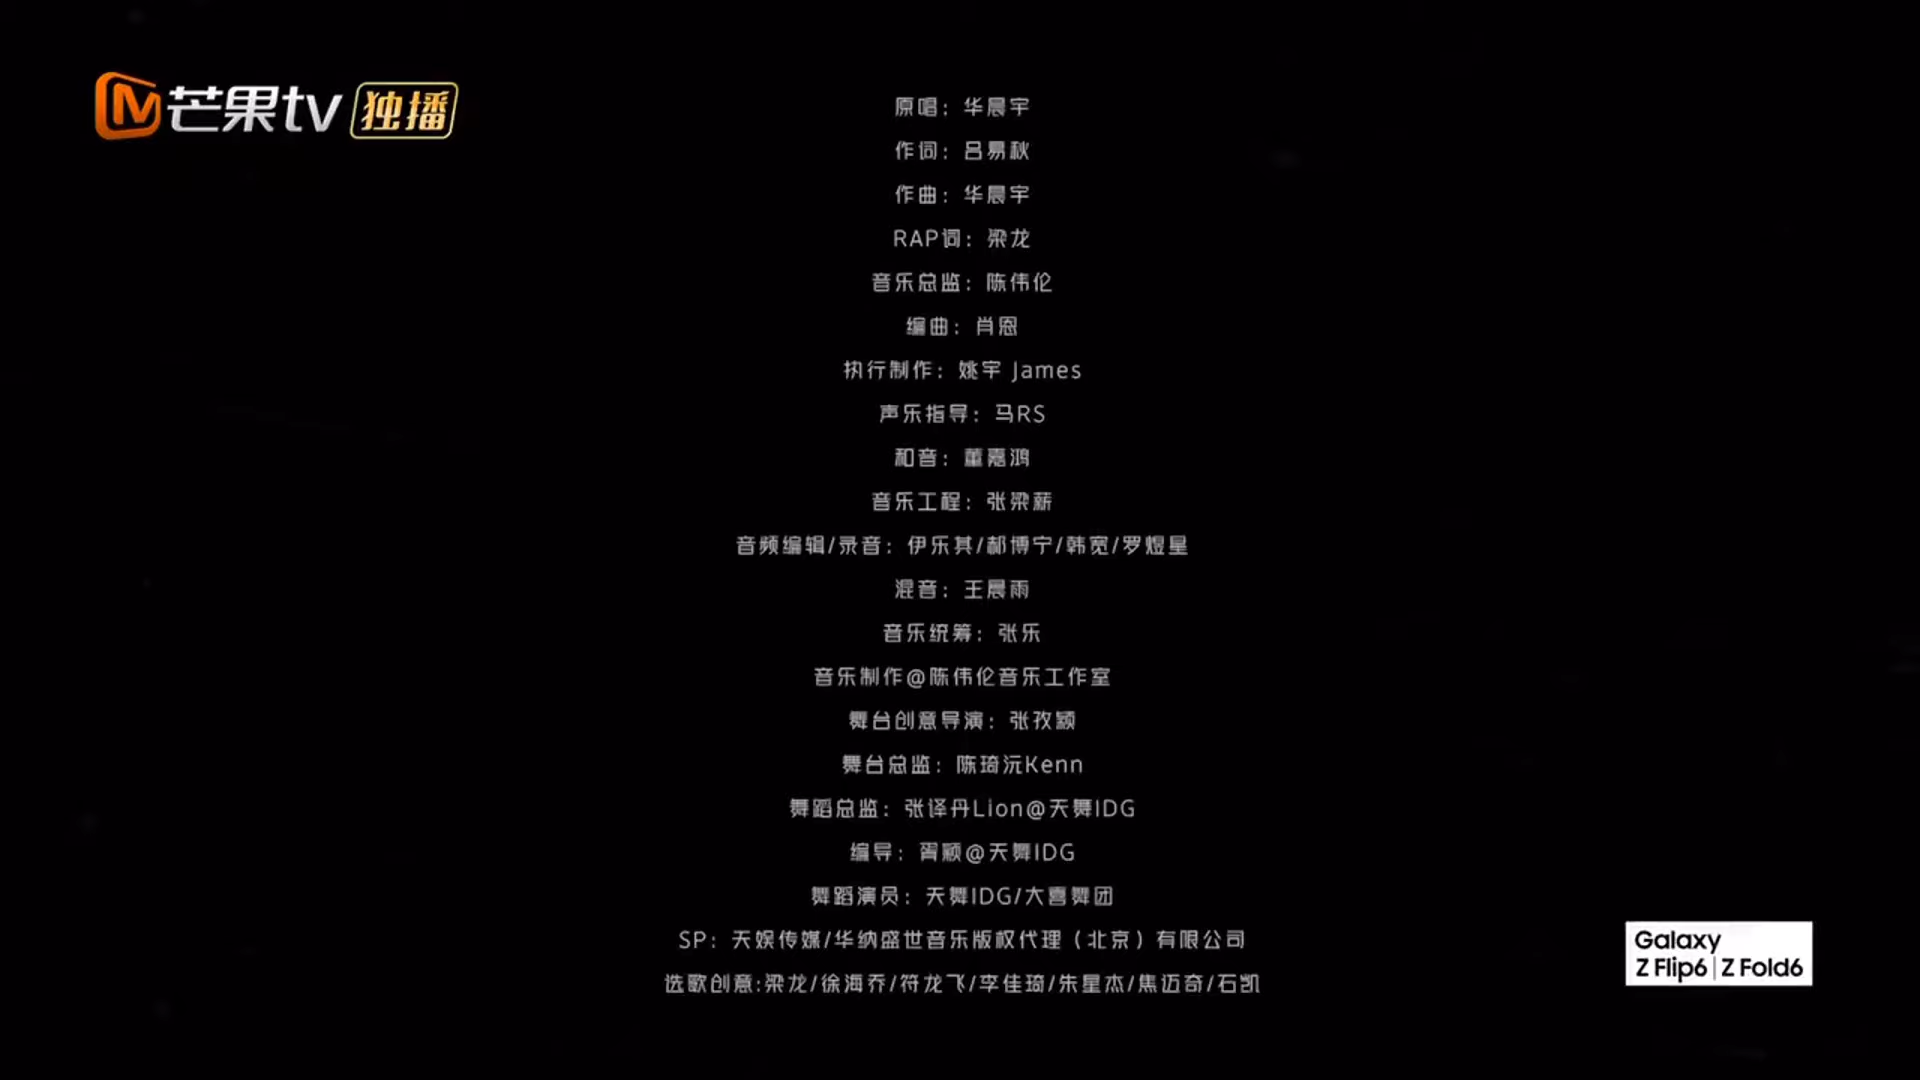 芒果tv 独播
原唱：华晨宇
作词：吕易秋
作曲：华晨宇
RAP词：梁龙
音乐总监：陈伟伦
编曲：肖恩
执行制作：姚宇 James
声乐指导：马RS
和音：董嘉鸿
音乐工程：张梁薪
音频编辑/录音：伊乐其/郝博宁/韩宽/罗煜星
混音：王晨雨
音乐统筹：张乐
音乐制作@陈伟伦音乐工作室
舞台创意导演：张孜颖
舞台总监：陈琦沅Kenn
舞蹈总监：张译丹Lion@天舞IDG
编导：胥颖@天舞IDG
舞蹈演员：天舞IDG/大喜舞团
SP：天娱传媒/华纳盛世音乐版权代理（北京）有限公司
选歌创意:梁龙/徐海乔/符龙飞/李佳琦/朱星杰/焦迈奇/石凯
Galaxy
Z Flip6 | Z Fold6